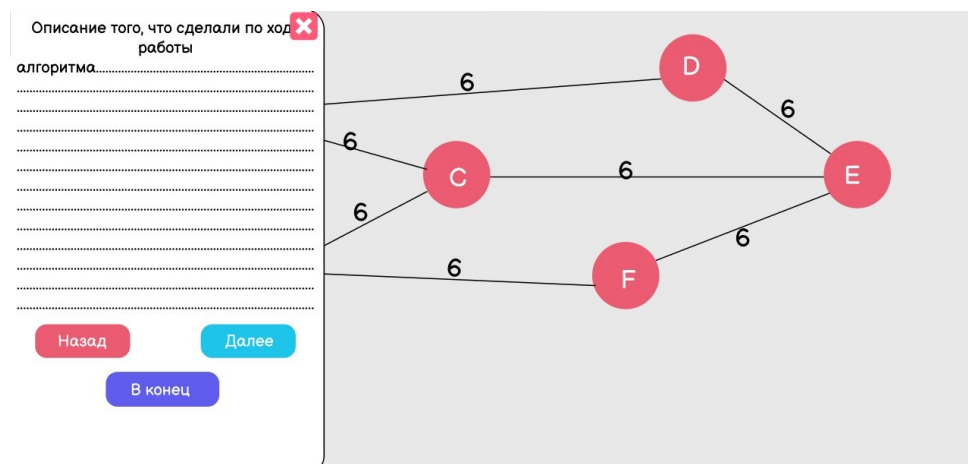 Описание того, что сделали по ход
работы
алгоритма..............................................................
Назад
Далее
В конец
6
D
6
6
C
6
E
6
6
F
6